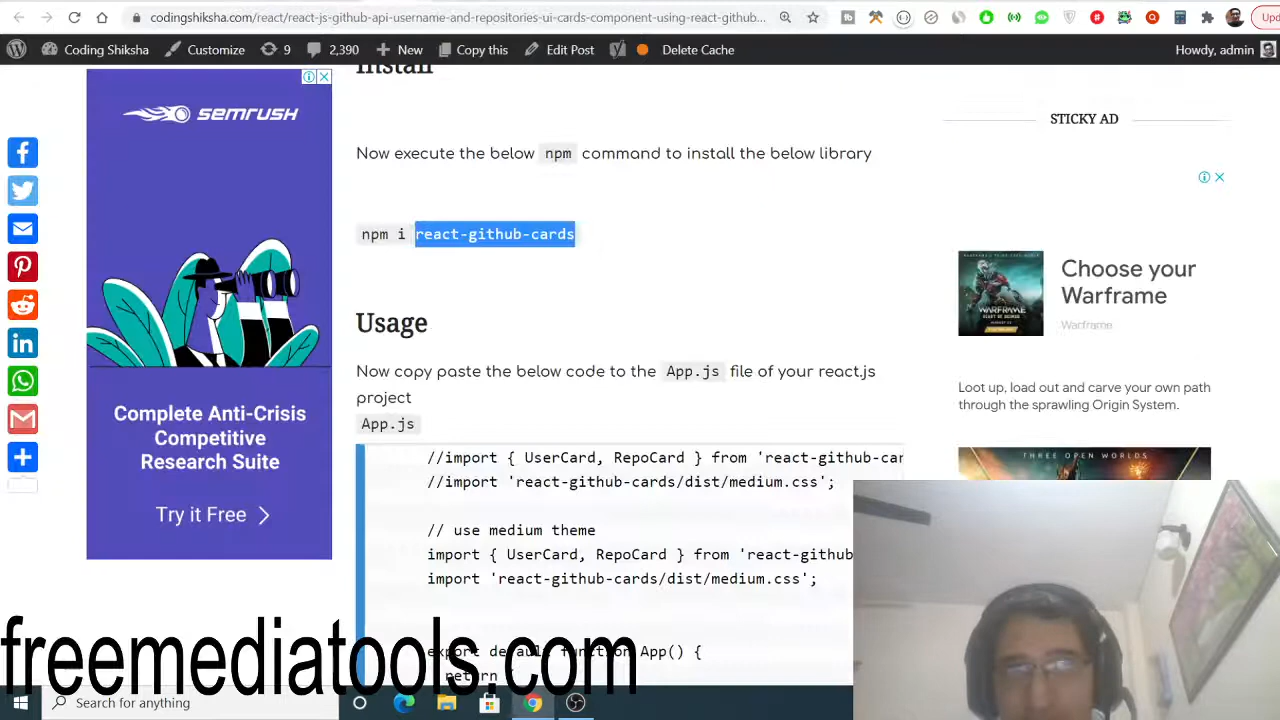 codingshiksha.com/react/react-js-github-api-username-and-repositories-ui-cards-component-using-react-github...
Coding Shiksha
Customize
9
2,390
New
Copy this
Edit Post
Delete Cache
Howdy, admin
Install
SEMRUSH
Complete Anti-Crisis
Competitive
Research Suite
Try it Free
Now execute the below npm command to install the below library
npm i react-github-cards
Usage
Now copy paste the below code to the App.js file of your react.js
project
App.js
//import { UserCard, RepoCard } from 'react-github-car
//import 'react-github-cards/dist/medium.css';
// use medium theme
import { UserCard, RepoCard } from 'react-github
import 'react-github-cards/dist/medium.css';
export default function App() {
return
STICKY AD
WARFRAME
Choose your
Warframe
Warframe
Loot up, load out and carve your own path
through the sprawling Origin System.
THREE OPEN WORLDS
freemediatools.com
Search for anything